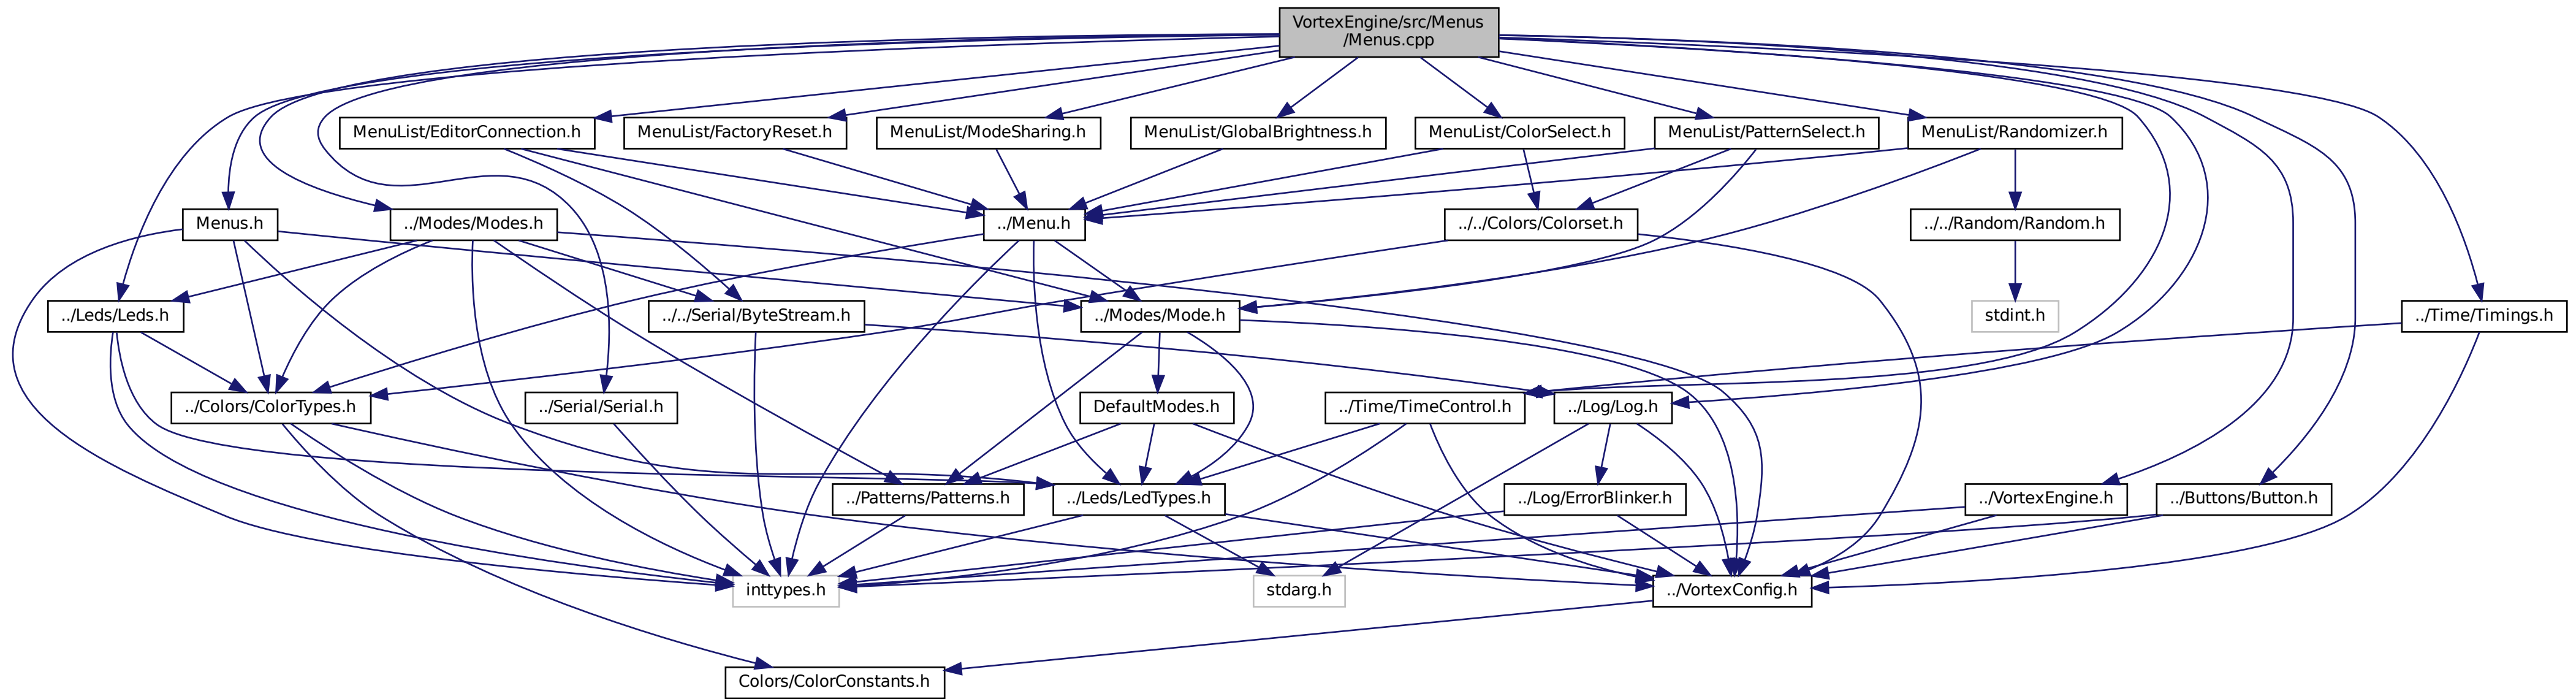 VortexEngine/src/Menus
/Menus.cpp
MenuList/EditorConnection.h
MenuList/FactoryReset.h
MenuList/ModeSharing.h
MenuList/GlobalBrightness.h
MenuList/ColorSelect.h
MenuList/PatternSelect.h
MenuList/Randomizer.h
Menus.h
../Modes/Modes.h
../Menu.h
../../Colors/Colorset.h
../../Random/Random.h
../Leds/Leds.h
../../Serial/ByteStream.h
../Modes/Mode.h
stdint.h
../Time/Timings.h
../Colors/ColorTypes.h
../Serial/Serial.h
DefaultModes.h
../Time/TimeControl.h
../Log/Log.h
../Patterns/Patterns.h
../Leds/LedTypes.h
../Log/ErrorBlinker.h
../VortexEngine.h
../Buttons/Button.h
inttypes.h
stdarg.h
../VortexConfig.h
Colors/ColorConstants.h